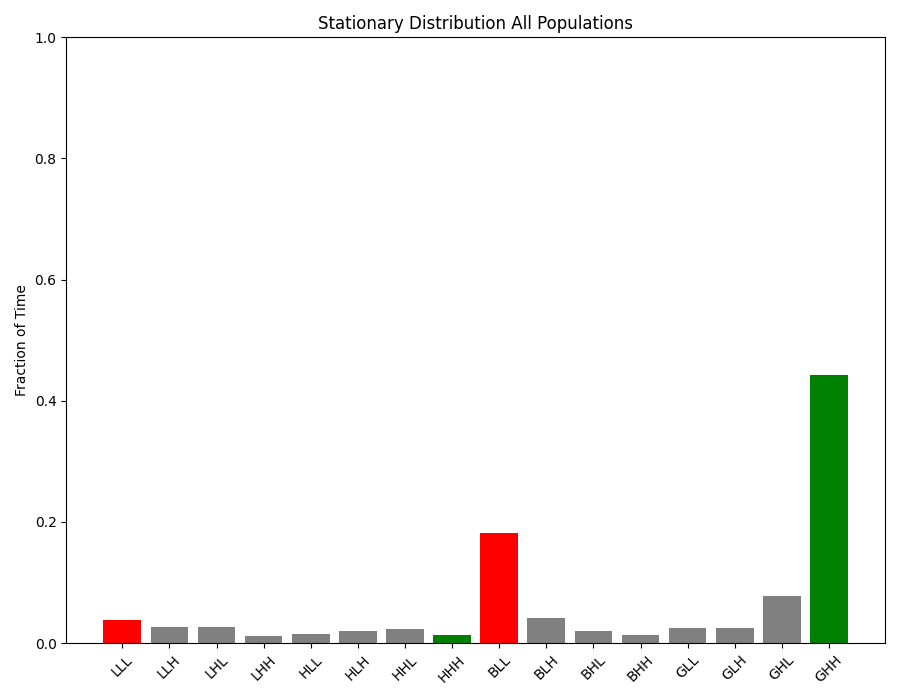 Stationary Distribution All Populations
1.0
0.8
0.6
0.4
0.2
0.0
Fraction of Time
LLL LLH LHL LHH HLL HLH HHL HHH BLL BLH BHL BHH GLL GLH GHL GHH